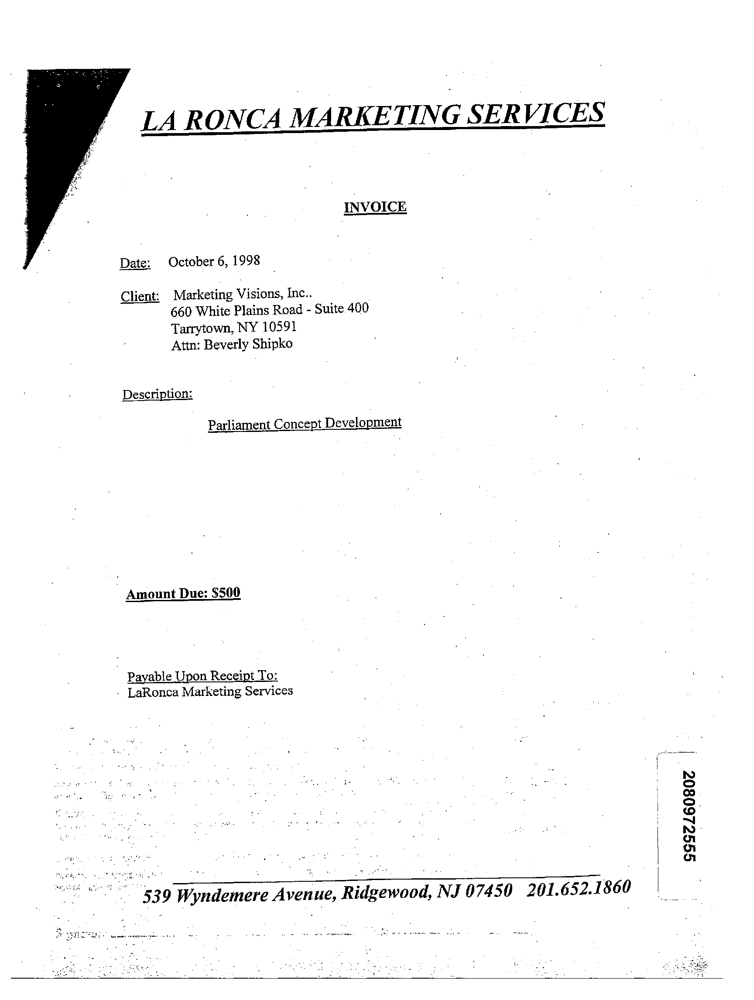 LA RONCA MARKETING SERVICES
INVOICE
Date: October 6, 1998
Client: Marketing Visions, Inc..
660 White Plains Road - Suite 400
Tarrytown, NY 10591
Attn: Beverly Shipko
Description:
Parliament Concept Development
Amount Due: $500
Payable Upon Receipt To:
LaRonca Marketing Services
2080972555
539 Wyndemere Avenue, Ridgewood, NJ 07450 201.652.1860